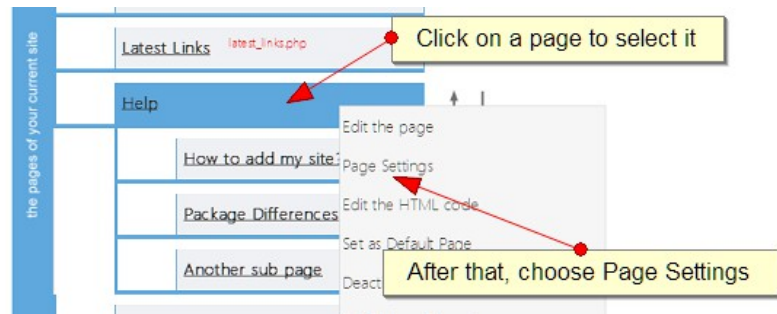 the pages of your current site
Latest Links latest_links.php
Click on a page to select it
Help
Edit the page
How to add my site?
Page Settings
Edit the HTML code
Package Differences
Set as Default Page
Another sub page
Deact
After that, choose Page Settings